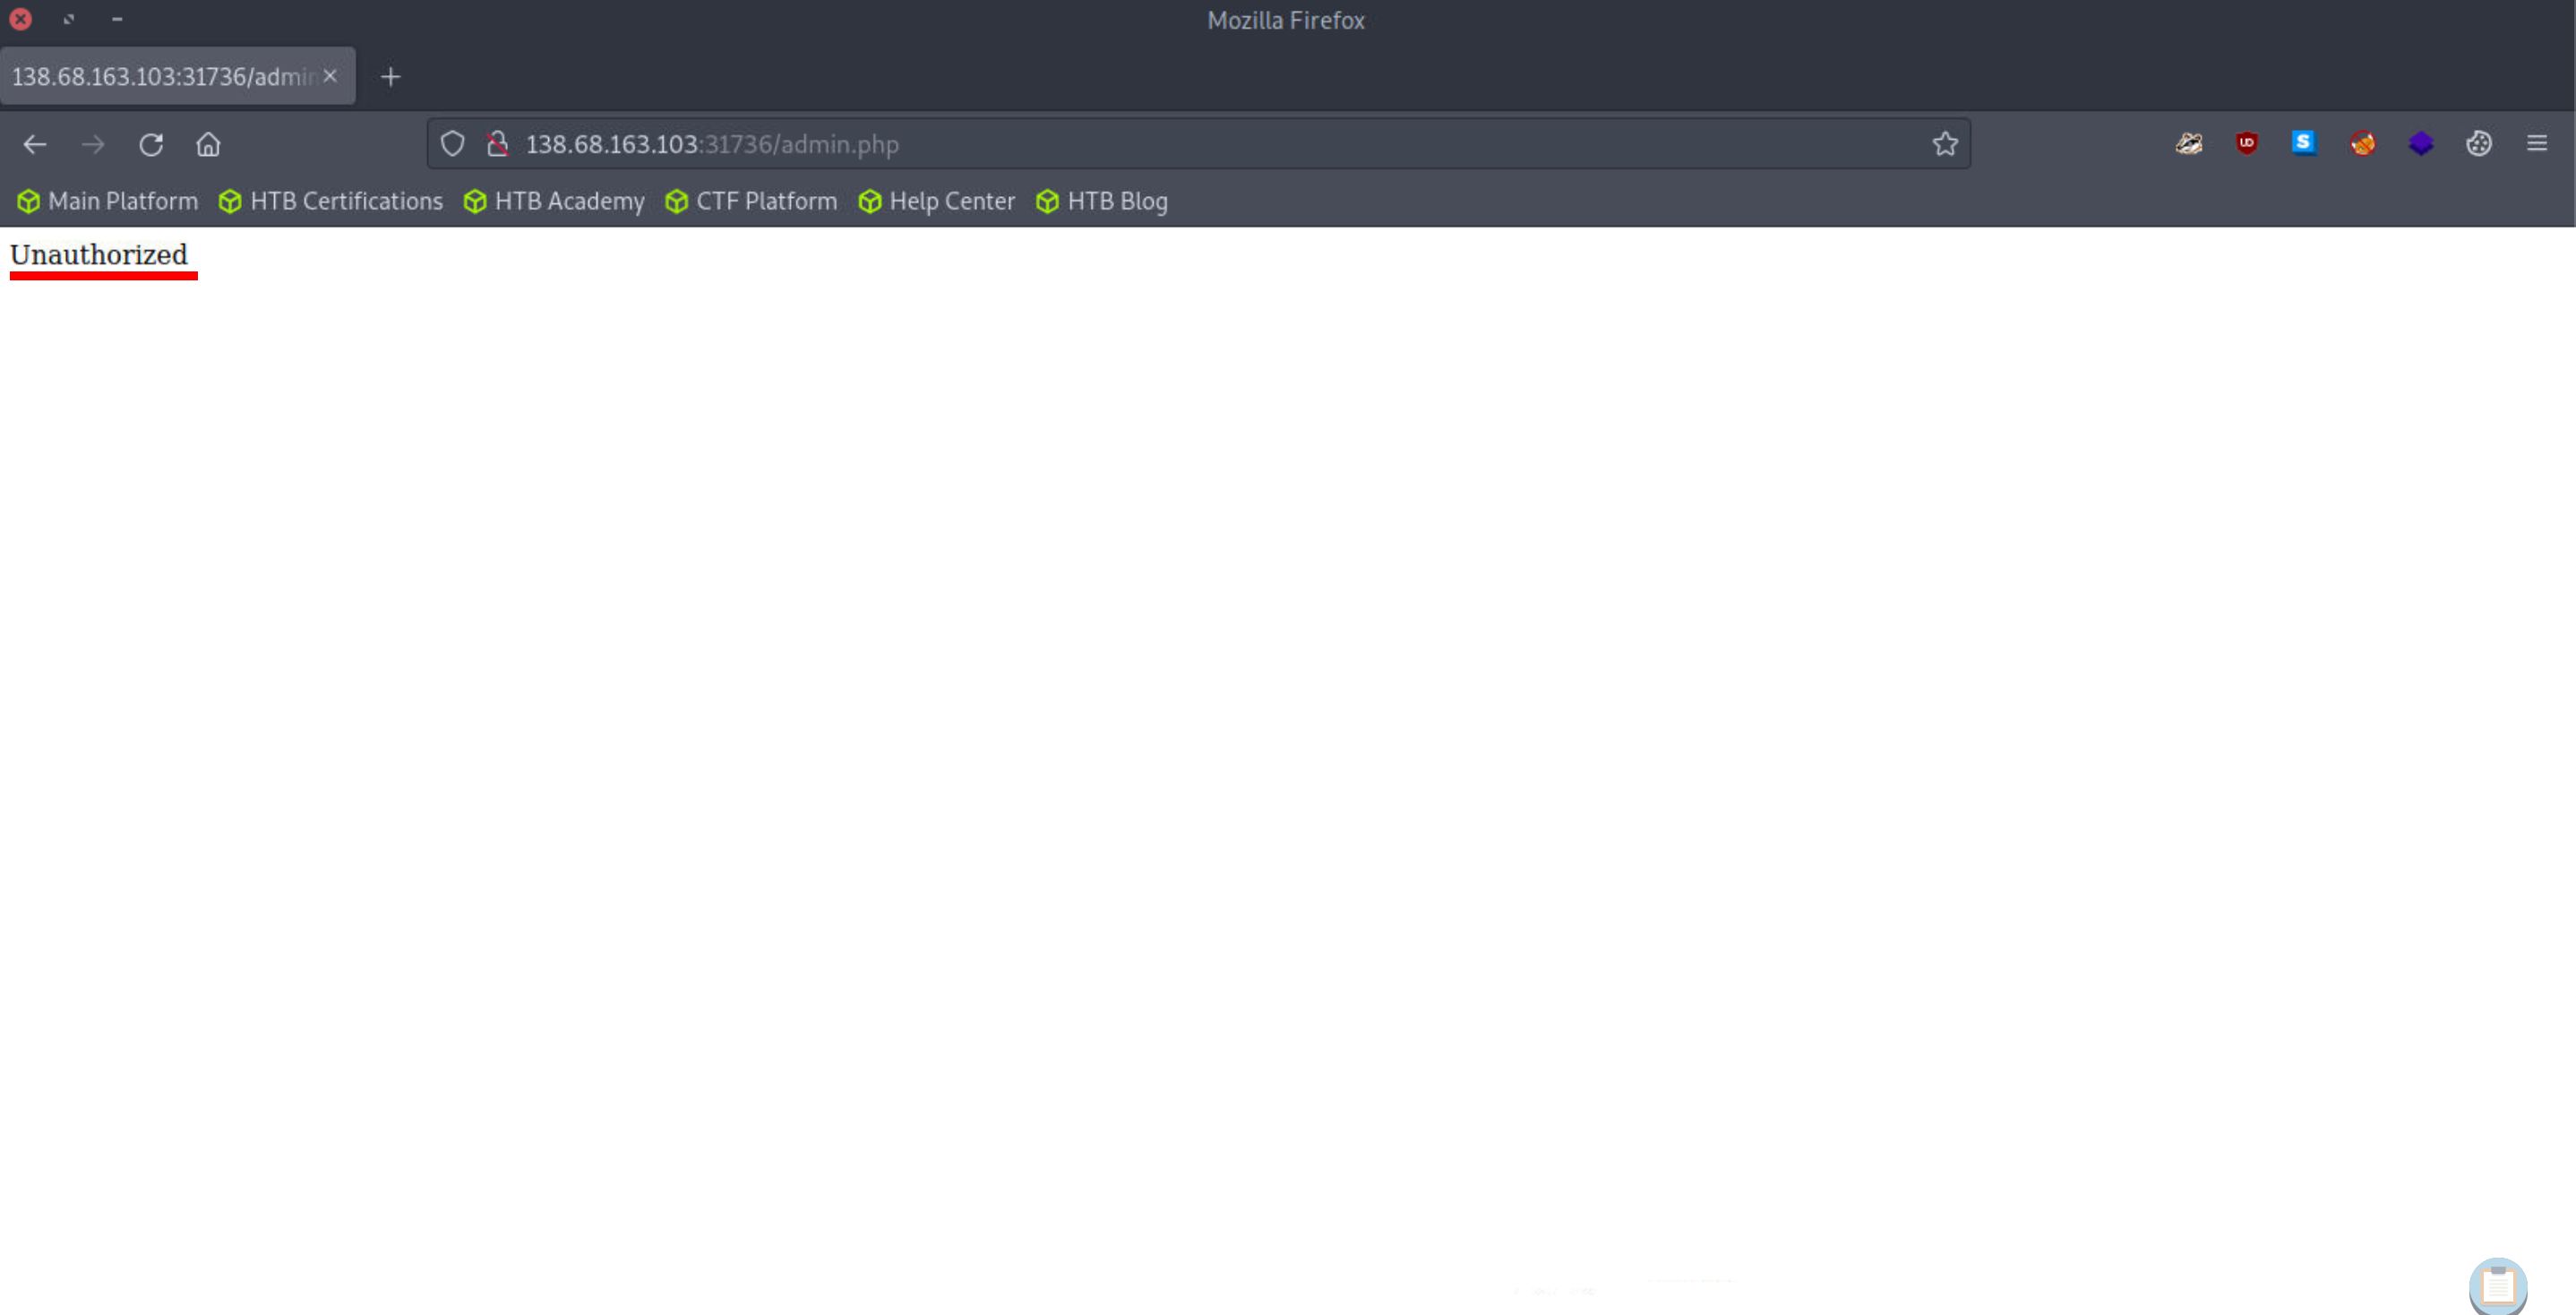 Mozilla Firefox
138.68.163.103:31736/admin
138.68.163.103:31736/admin.php
Main Platform HTB Certifications HTB Academy CTF Platform Help Center HTB Blog
Unauthorized